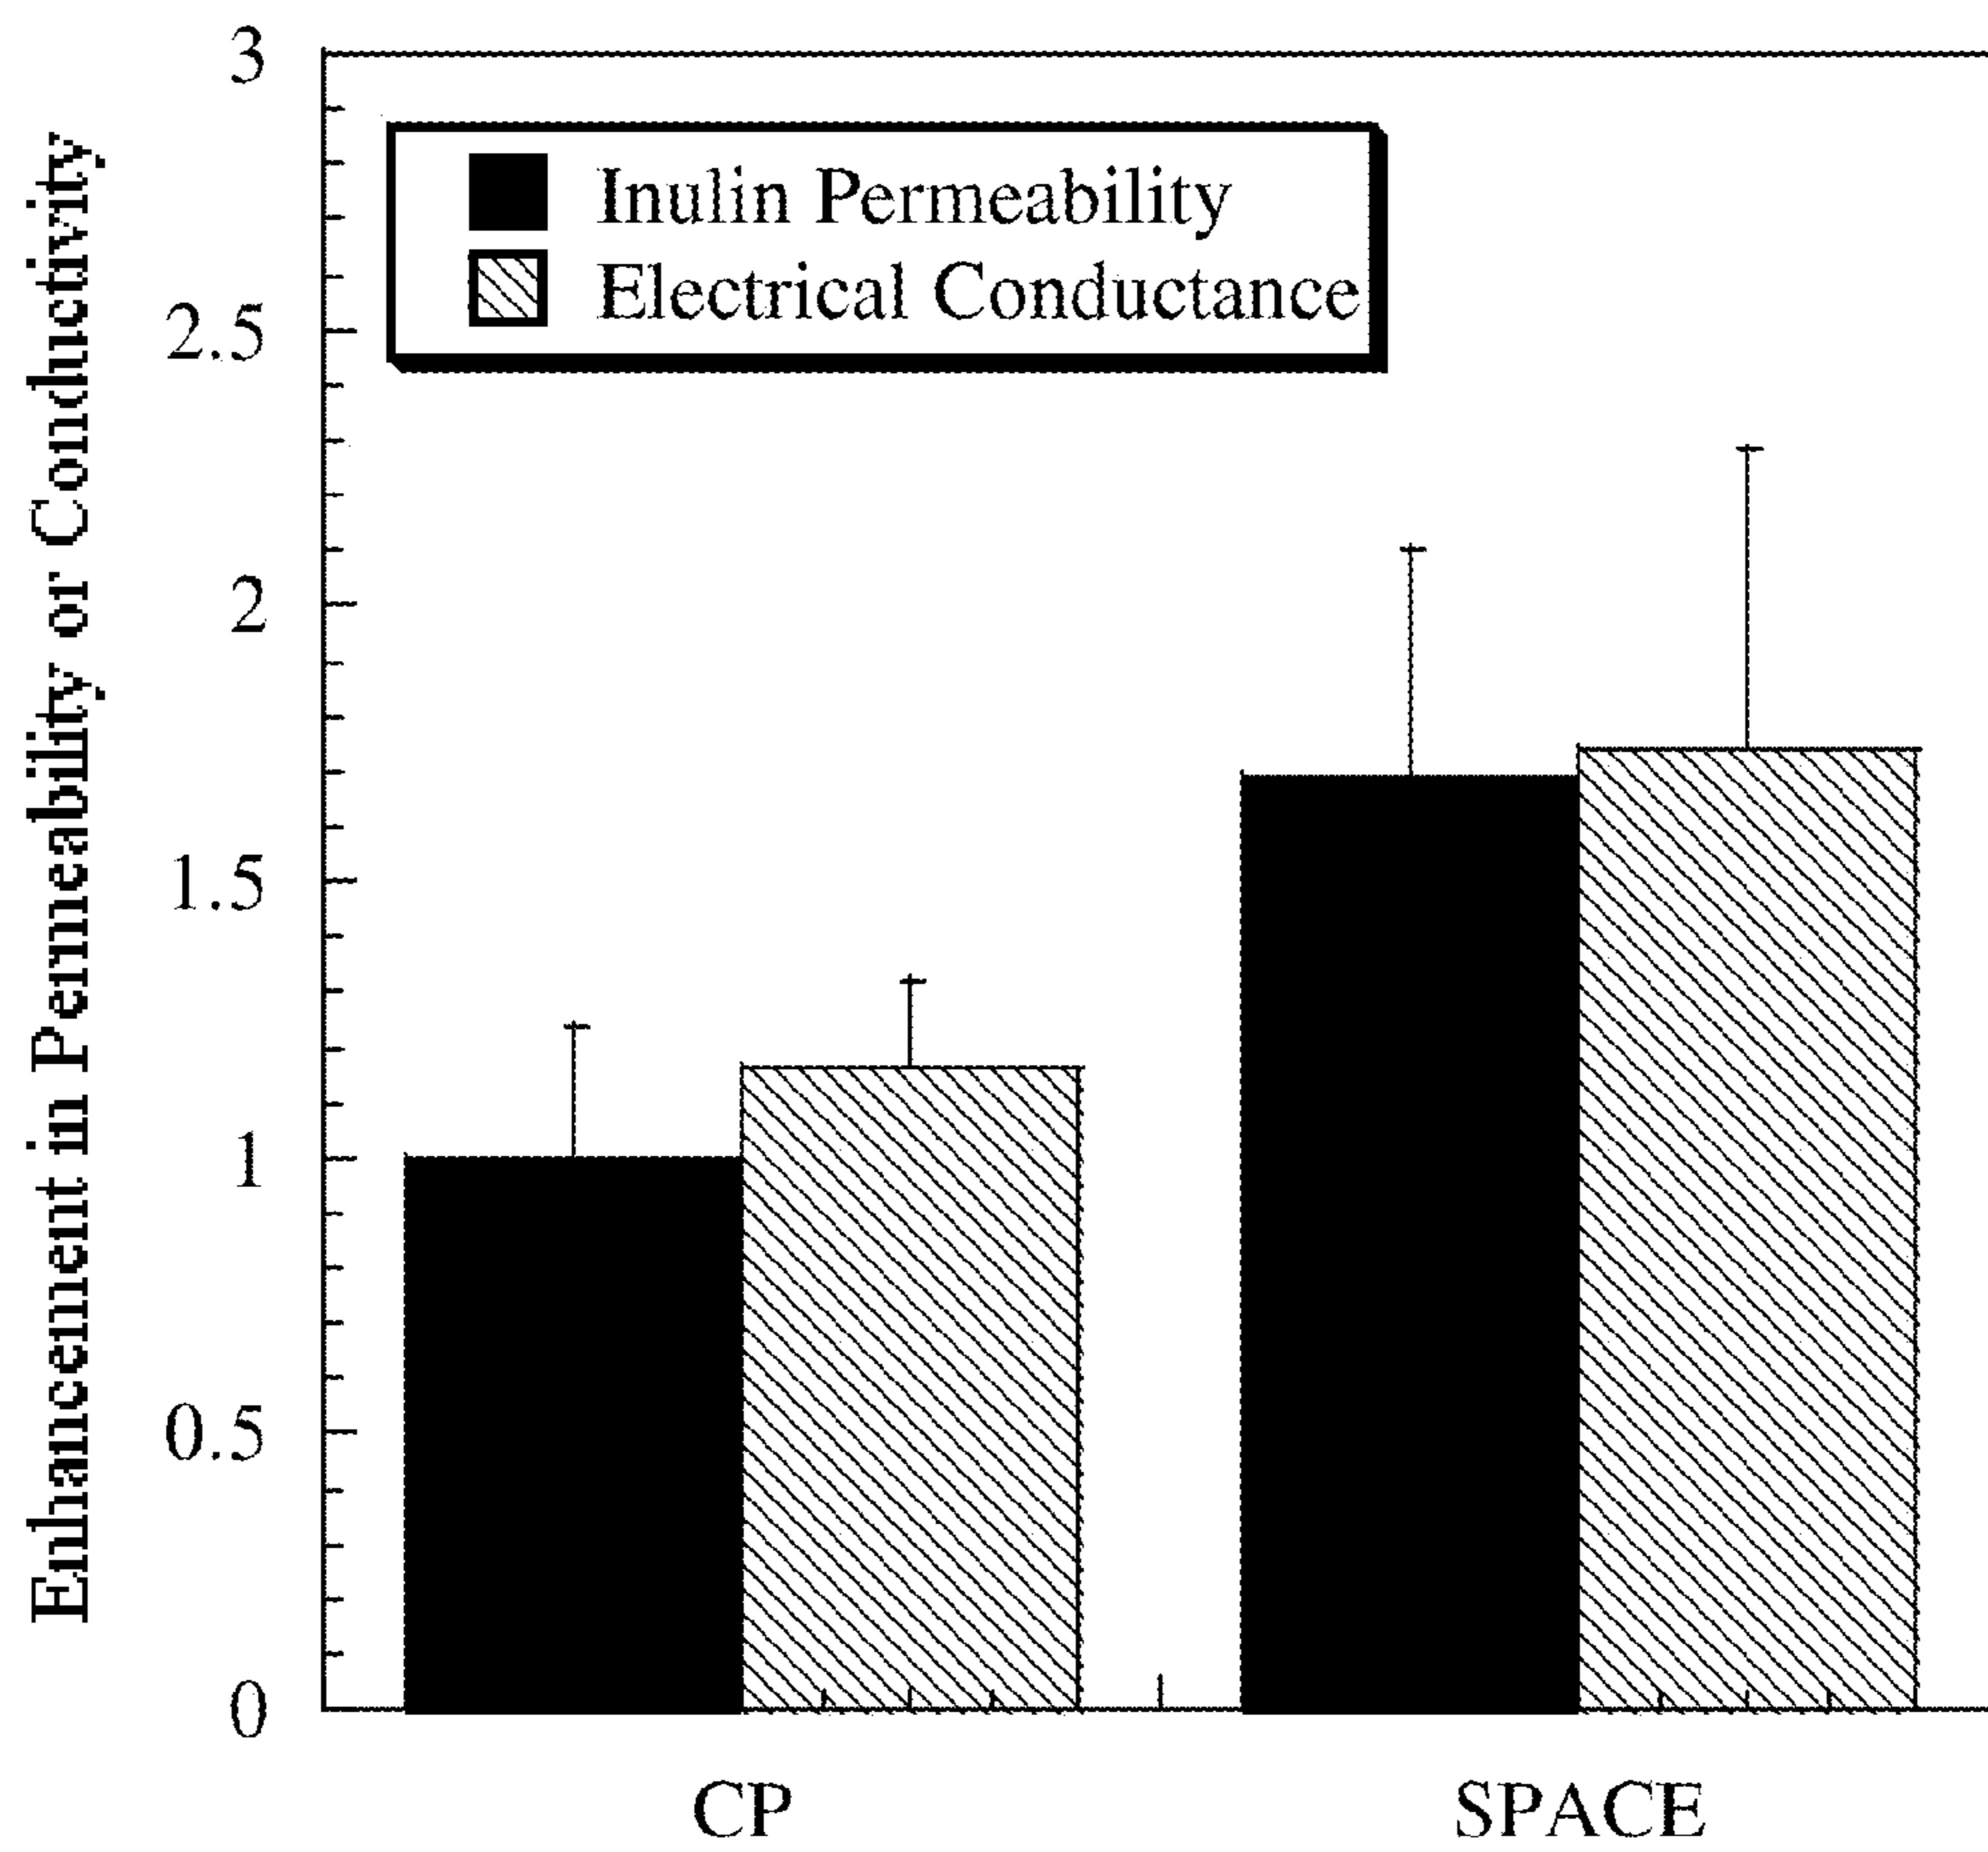 Enhancement in Permeability or Conductivity
3
2.5
2
1.5
1
0.5
0
Inulin Permeability
Electrical Conductance
CP
SPACE